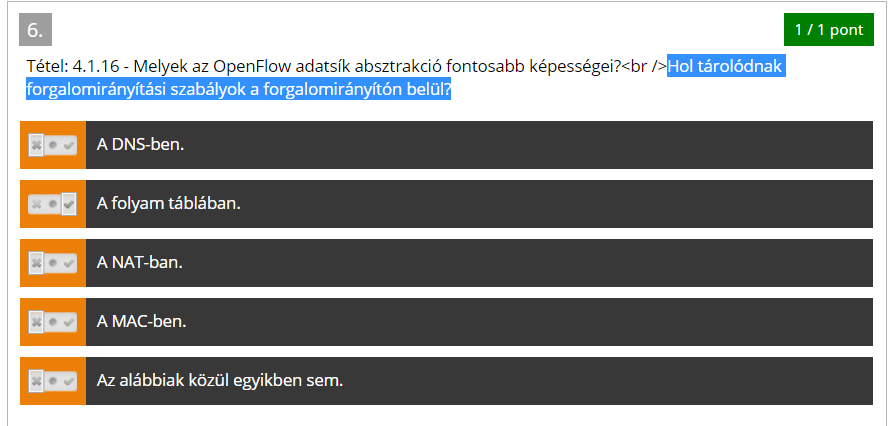 6.
1 / 1 pont
Tétel: 4.1.16 - Melyek az OpenFlow adatsík absztrakció fontosabb képességei?<br />Hol tárolódnak
forgalomirányítási szabályok a forgalomirányítón belül?
A DNS-ben.
A folyam táblában.
A NAT-ban.
A MAC-ben.
Az alábbiak közül egyikben sem.